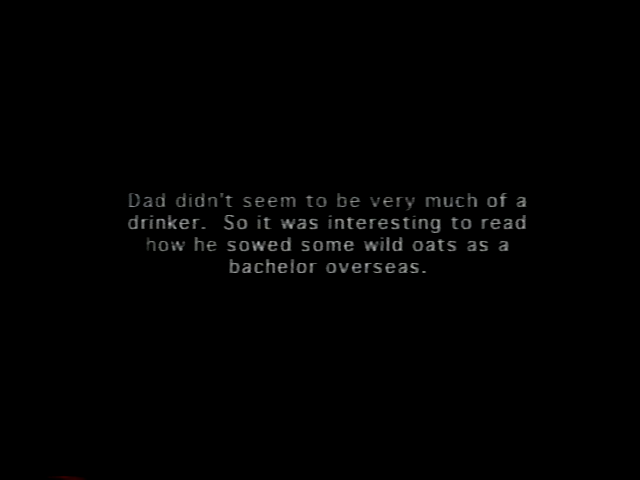 Dad didn't seem to be very much of a
drinker.  So it was interesting to read
how he sowed some wild oats as a
bachelor overseas.